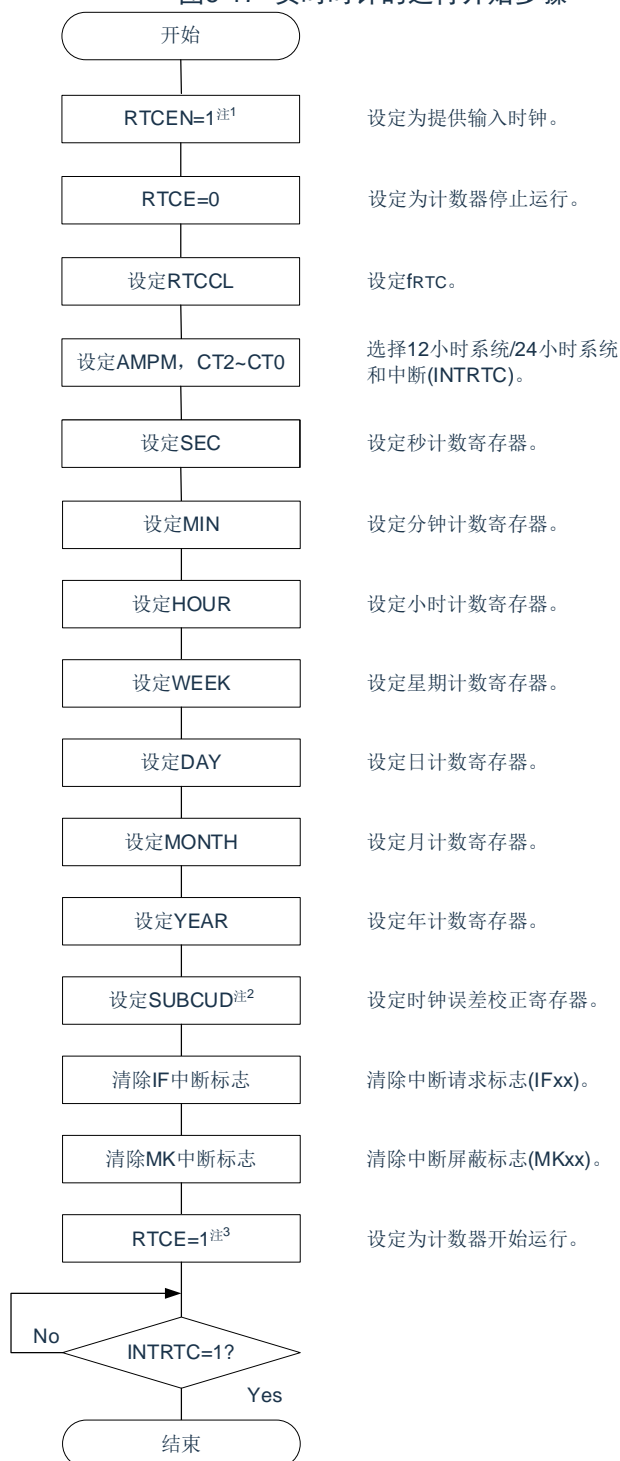 开始
RTCEN=1注1 设定为提供输入时钟。
RTCE=0 设定为计数器停止运行。
设定RTCCL 设定fRTC。
设定AMPM，CT2~CT0 选择12小时系统/24小时系统
和中断(INTRTC)。
设定SEC 设定秒计数寄存器。
设定MIN 设定分钟计数寄存器。
设定HOUR 设定小时计数寄存器。
设定WEEK 设定星期计数寄存器。
设定DAY 设定日计数寄存器。
设定MONTH 设定月计数寄存器。
设定YEAR 设定年计数寄存器。
设定SUBCUD注2 设定时钟误差校正寄存器。
清除IF中断标志 清除中断请求标志(IFxx)。
清除MK中断标志 清除中断屏蔽标志(MKxx)。
RTCE=1注3 设定为计数器开始运行。
No
INTRTC=1?
Yes
结束